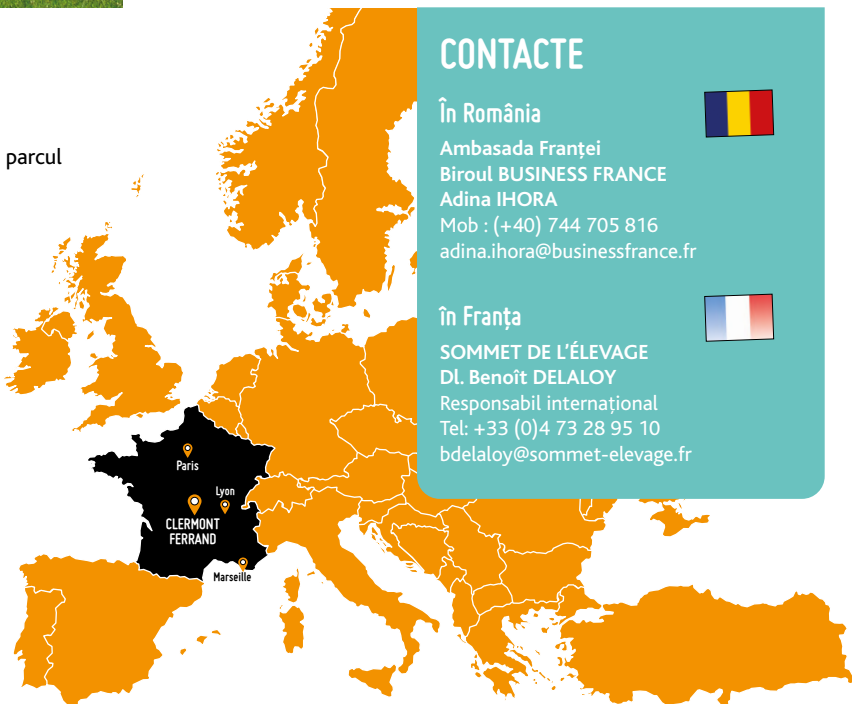 parcul
CONTACTE
În România
Ambasada Franței
Biroul BUSINESS FRANCE
Adina IHORA
Mob : (+40) 744 705 816
adina.ihora@businessfrance.fr
în Franța
SOMMET DE L'ÉLEVAGE
Dl. Benoît DELALOY
Responsabil internațional
Tel: +33 (0)4 73 28 95 10
bdelaloy@sommet-elevage.fr
Paris
Lyon
CLERMONT
FERRAND
Marseille